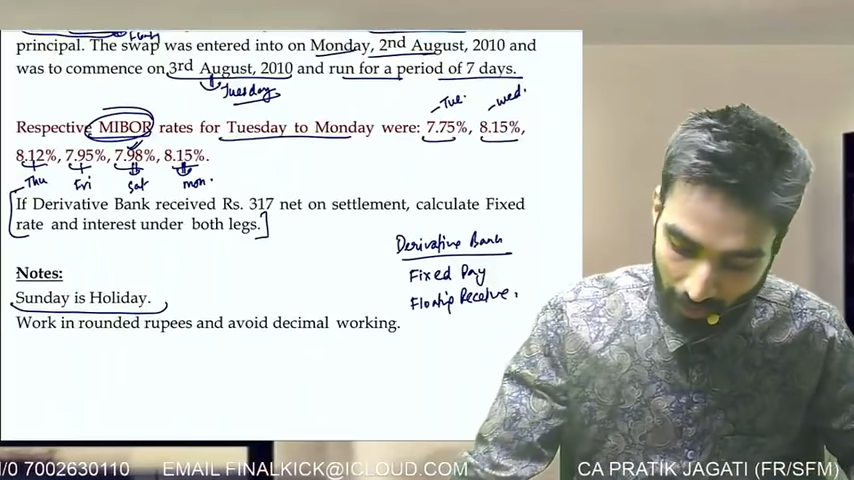 principal. The swap was entered into on Monday, 2nd August, 2010 and
was to commence on 3rd August, 2010 and run for a period of 7 days.
Tuesday
Tue. wed.
Respective MIBOR rates for Tuesday to Monday were: 7.75%, 8.15%,
8.12%, 7.95%, 7.98%, 8.15%.
Thu Fri Sat mon.
If Derivative Bank received Rs. 317 net on settlement, calculate Fixed
rate and interest under both legs.
Derivative Bank
Notes:
Fixed Pay
Sunday is Holiday.
Floating Receive.
Work in rounded rupees and avoid decimal working.
/0 7002630110 EMAIL FINALKICK@ICLOUD.COM CA PRATIK JAGATI (FR/SFM)